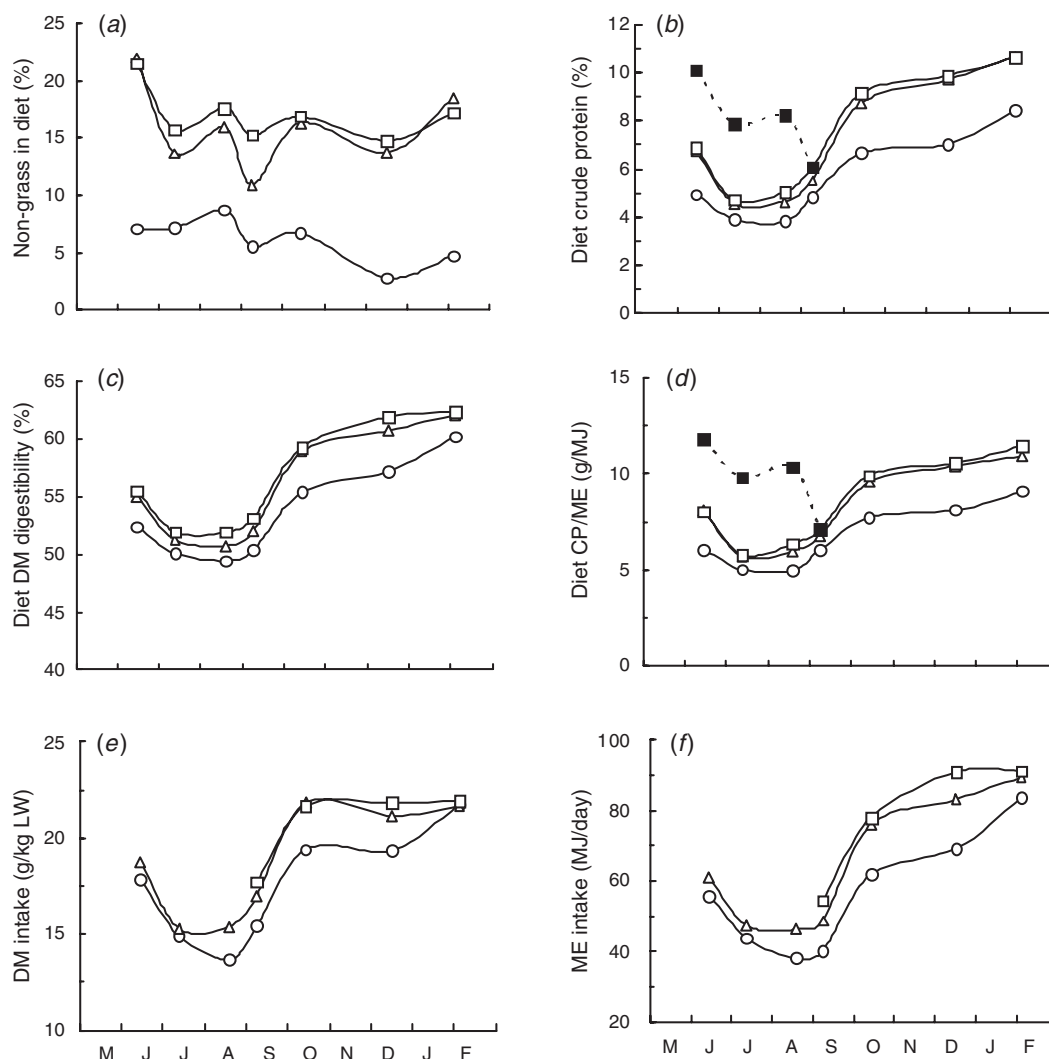 (a)
Non-grass in diet (%)
25
20
15
10
5
0
(b)
Diet crude protein (%)
12
10
8
6
4
2
0
(c)
Diet DM digestibility (%)
65
60
55
50
45
40
(d)
Diet CP/ME (g/MJ)
15
10
5
0
(e)
DM intake (g/kg LW)
25
20
15
10
M J J A S O N D J F
(f)
ME intake (MJ/day)
100
80
60
40
20
M J J A S O N D J F